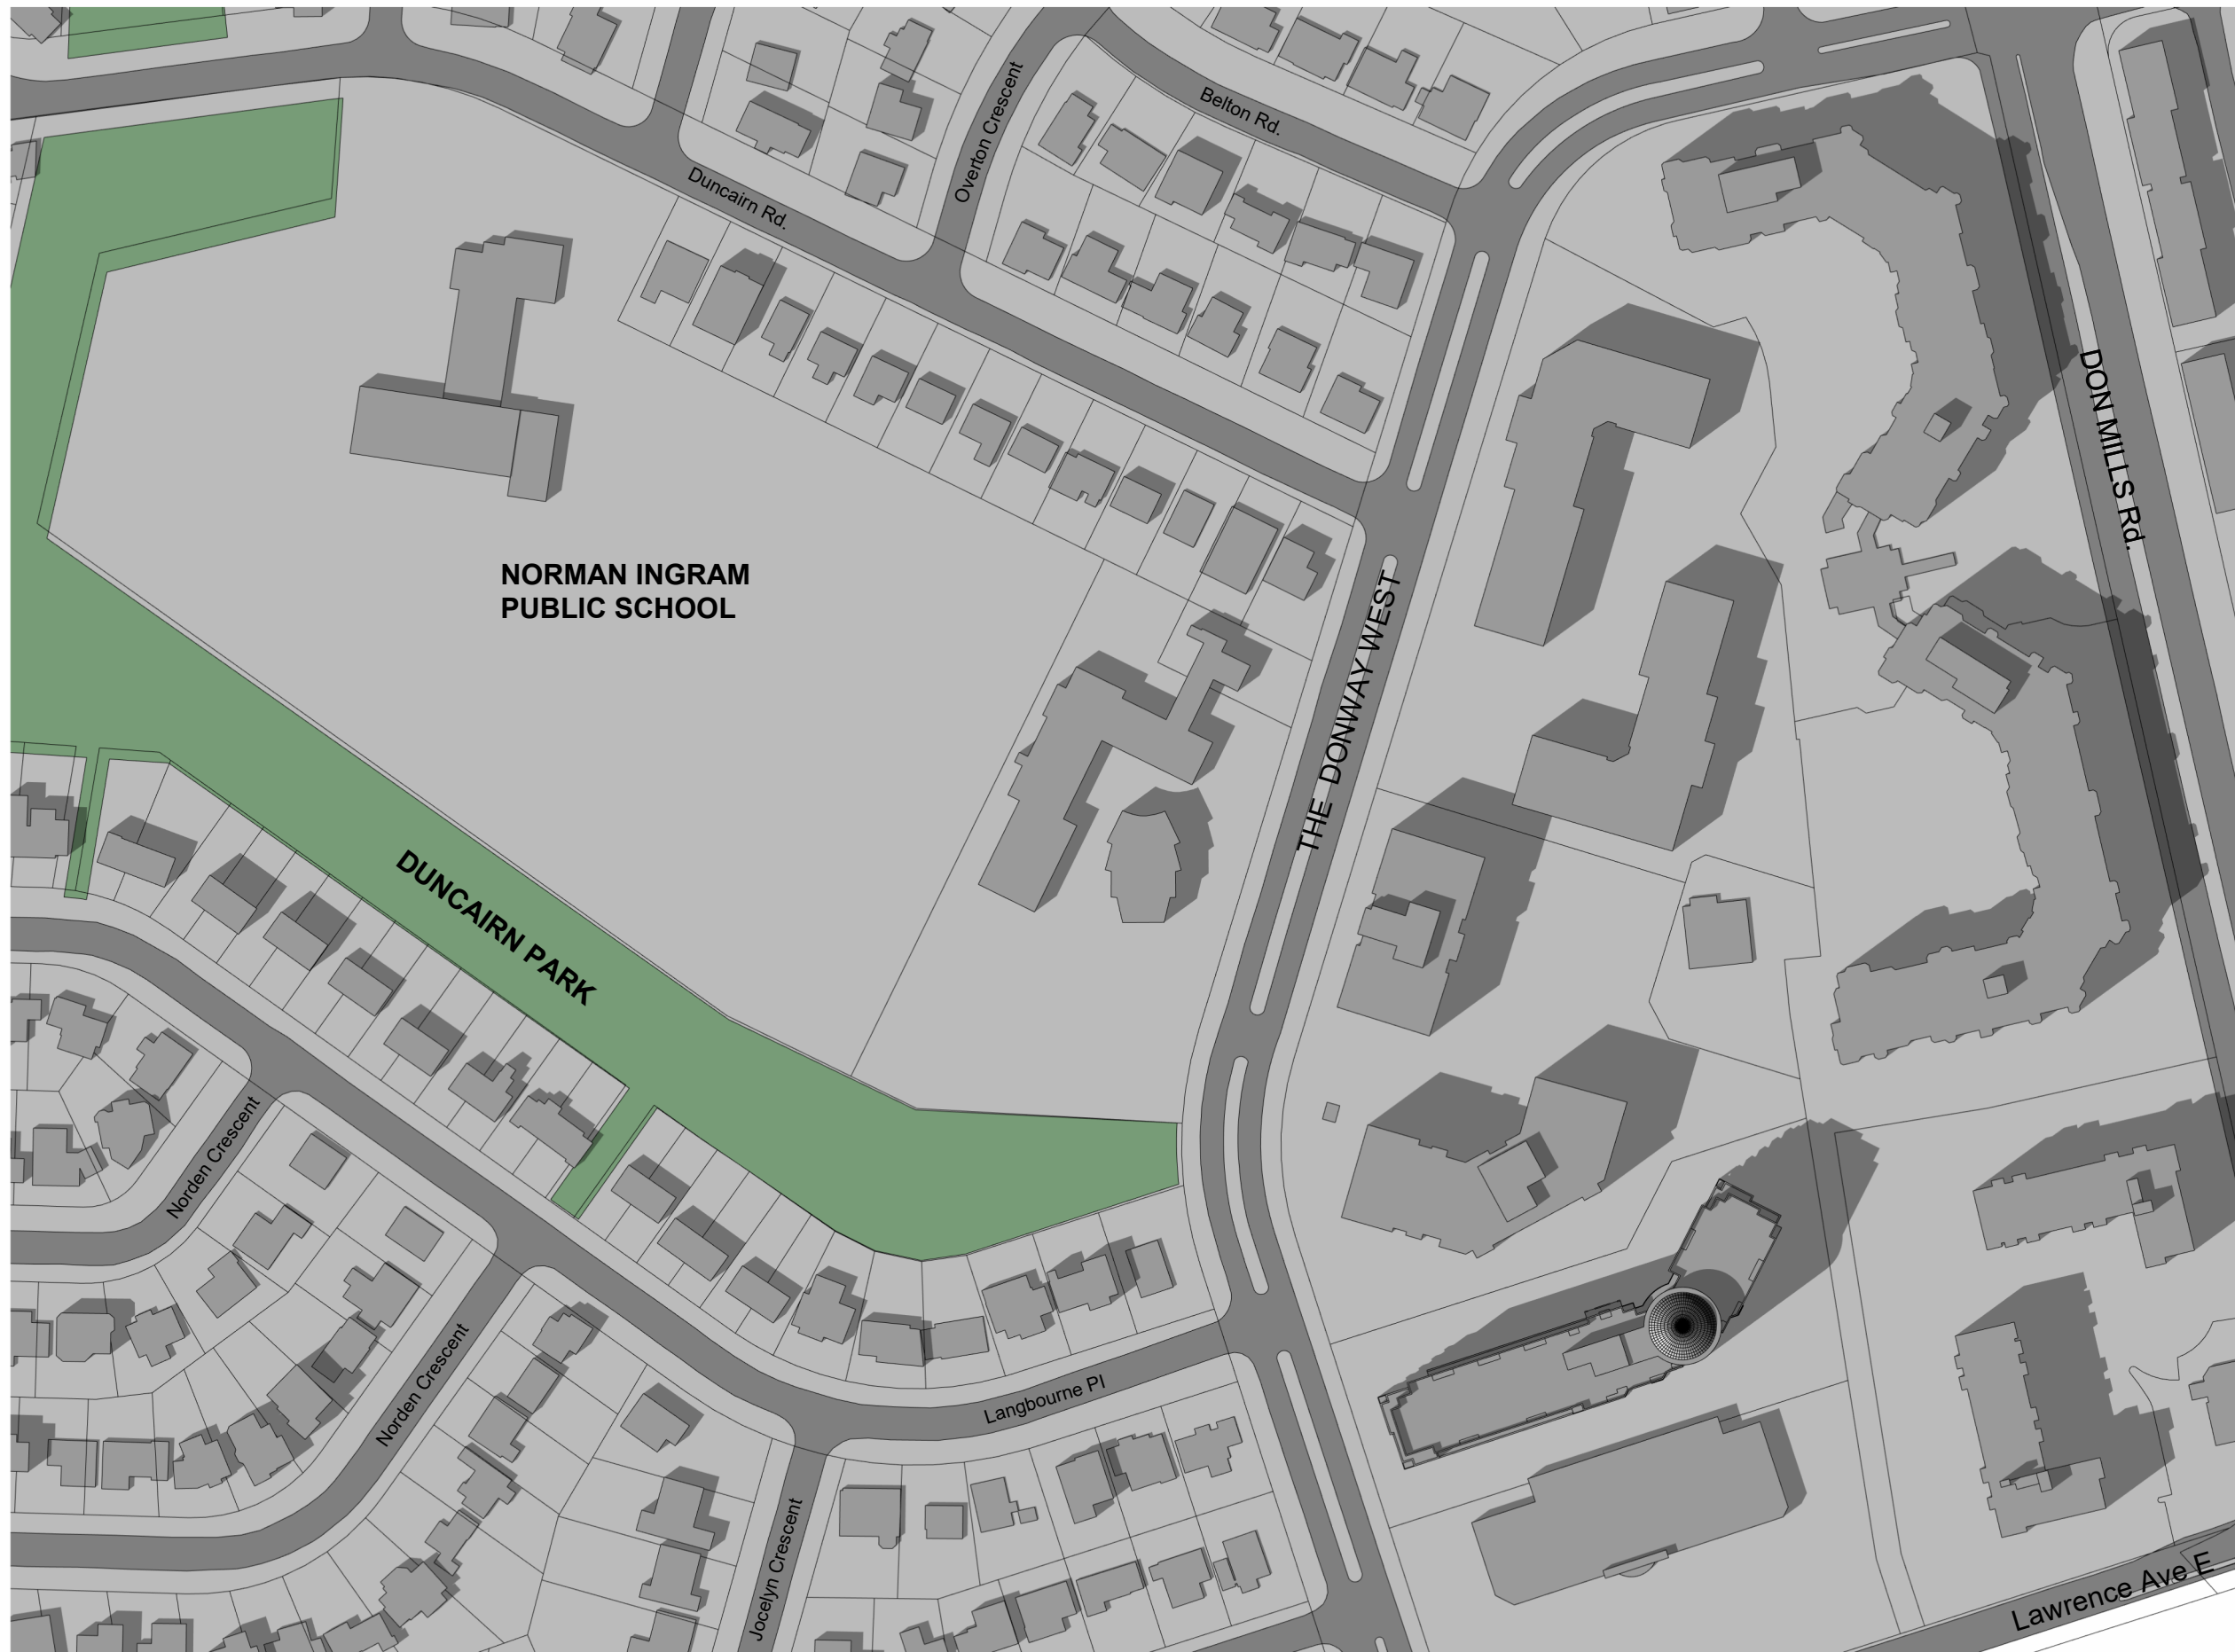 Belton Rd.
Overton Crescent
Duncairn Rd.
DON MILLS Rd.
NORMAN INGRAM
PUBLIC SCHOOL
THE DONWAY WEST
DUNCAIRN PARK
Norden Crescent
Norden Crescent
Langbourne Pl
Jocelyn Crescent
Lawrence Ave E